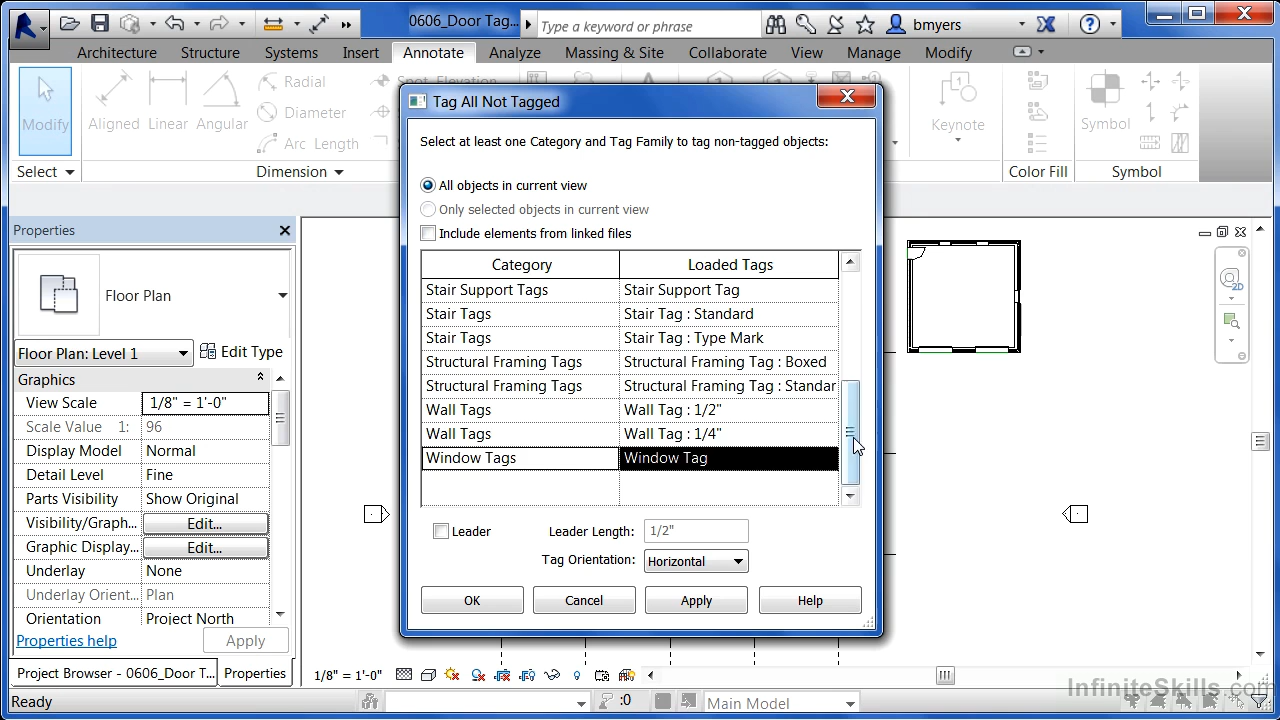 0606_Door Tag...
Type a keyword or phrase
bmyers
Architecture Structure Systems Insert Annotate Analyze Massing & Site Collaborate View Manage Modify
Modify
Aligned Linear Angular
Radial
Diameter
Arc Length
Spot Elevation
Keynote
Symbol
Select
Dimension
Color Fill
Symbol
Properties
Floor Plan
Floor Plan: Level 1
Edit Type
Graphics
View Scale 1/8" = 1'-0"
Scale Value 1: 96
Display Model Normal
Detail Level Fine
Parts Visibility Show Original
Visibility/Graph... Edit...
Graphic Display... Edit...
Underlay None
Underlay Orient... Plan
Orientation Project North
Properties help
Apply
Project Browser - 0606_Door T...
Properties
Tag All Not Tagged
Select at least one Category and Tag Family to tag non-tagged objects:
All objects in current view
Only selected objects in current view
Include elements from linked files
Category Loaded Tags
Stair Support Tags Stair Support Tag
Stair Tags Stair Tag : Standard
Stair Tags Stair Tag : Type Mark
Structural Framing Tags Structural Framing Tag : Boxed
Structural Framing Tags Structural Framing Tag : Standar
Wall Tags Wall Tag : 1/2"
Wall Tags Wall Tag : 1/4"
Window Tags Window Tag
Leader
Leader Length: 1/2"
Tag Orientation: Horizontal
OK Cancel Apply Help
2D
1/8" = 1'-0"
Ready
:0
Main Model
InfiniteSkills.com